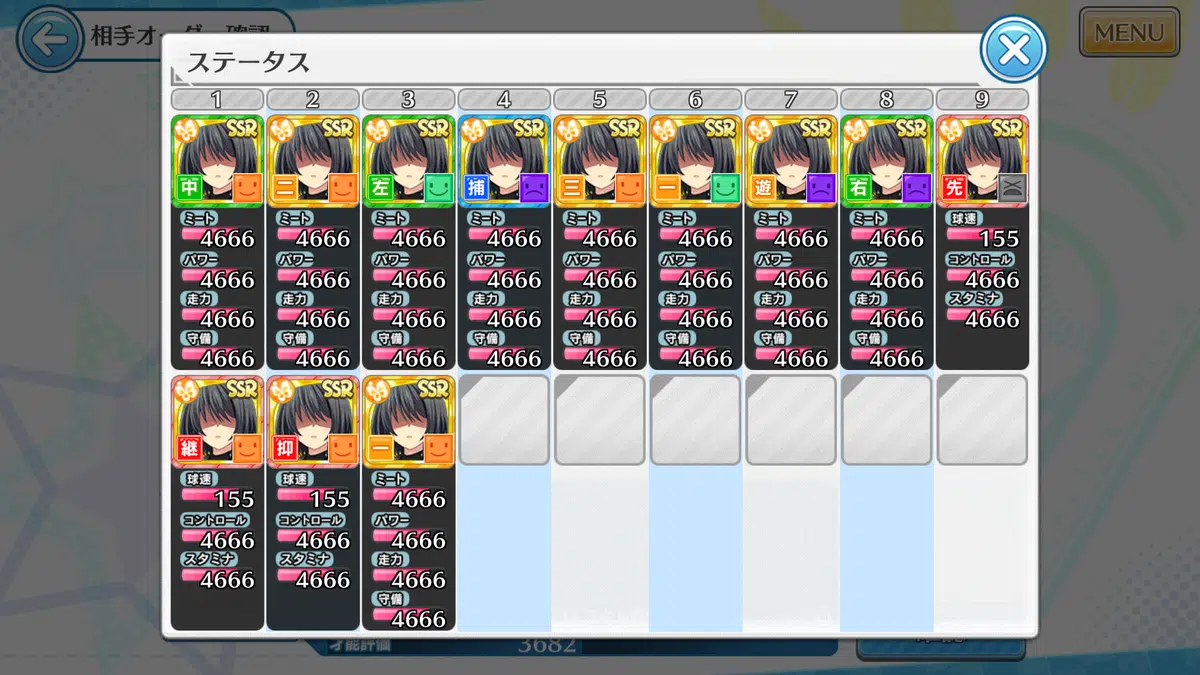 相手オーダー確認
MENU
ステータス
1 2 3 4 5 6 7 8 9
SSR SSR SSR SSR SSR SSR SSR SSR SSR
中 二 左 捕 三 一 遊 右 先
ミート ミート ミート ミート ミート ミート ミート ミート 球速
4666 4666 4666 4666 4666 4666 4666 4666 155
パワー パワー パワー パワー パワー パワー パワー パワー コントロール
4666 4666 4666 4666 4666 4666 4666 4666 4666
走力 走力 走力 走力 走力 走力 走力 走力 スタミナ
4666 4666 4666 4666 4666 4666 4666 4666 4666
守備 守備 守備 守備 守備 守備 守備 守備
4666 4666 4666 4666 4666 4666 4666 4666
SSR SSR SSR
継 抑 一
球速 球速 ミート
155 155 4666
コントロール コントロール パワー
4666 4666 4666
スタミナ スタミナ 走力
4666 4666 4666
守備
4666
才能評価 3682